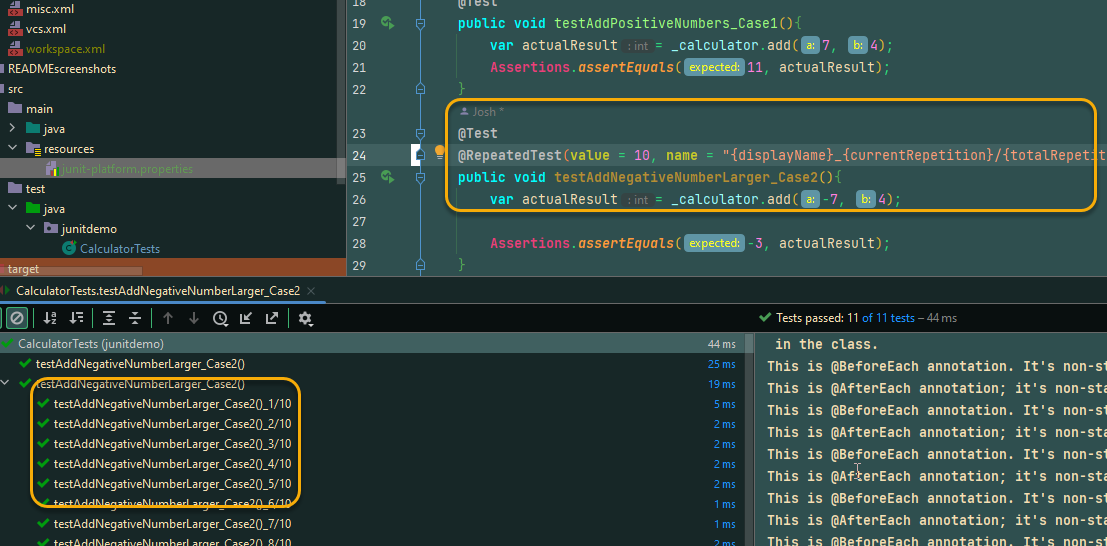 misc.xml
vcs.xml
workspace.xml
READMEscreenshots
src
main
java
resources
junit-platform.properties
test
java
junitdemo
CalculatorTests
target
18 @Test
19 public void testAddPositiveNumbers_Case1(){
20 var actualResult : int = _calculator.add( a: 7, b: 4);
21 Assertions.assertEquals( expected: 11, actualResult);
22 }
Josh *
23 @Test
24 @RepeatedTest(value = 10, name = "{displayName}_{currentRepetition}/{totalRepetit
25 public void testAddNegativeNumberLarger_Case2(){
26 var actualResult : int = _calculator.add( a: -7, b: 4);
27
28 Assertions.assertEquals( expected: -3, actualResult);
29 }
CalculatorTests.testAddNegativeNumberLarger_Case2 ×
Tests passed: 11 of 11 tests – 44 ms
CalculatorTests (junitdemo) 44 ms
testAddNegativeNumberLarger_Case2() 25 ms
testAddNegativeNumberLarger_Case2() 19 ms
testAddNegativeNumberLarger_Case2()_1/10 5 ms
testAddNegativeNumberLarger_Case2()_2/10 2 ms
testAddNegativeNumberLarger_Case2()_3/10 2 ms
testAddNegativeNumberLarger_Case2()_4/10 2 ms
testAddNegativeNumberLarger_Case2()_5/10 2 ms
testAddNegativeNumberLarger_Case2()_6/10 1 ms
testAddNegativeNumberLarger_Case2()_7/10 1 ms
testAddNegativeNumberLarger_Case2()_8/10 2 ms
in the class.
This is @BeforeEach annotation. It's non-st
This is @AfterEach annotation; it's non-sta
This is @BeforeEach annotation. It's non-st
This is @AfterEach annotation; it's non-sta
This is @BeforeEach annotation. It's non-st
This is @AfterEach annotation; it's non-sta
This is @BeforeEach annotation. It's non-st
This is @AfterEach annotation; it's non-sta
This is @BeforeEach annotation. It's non-st